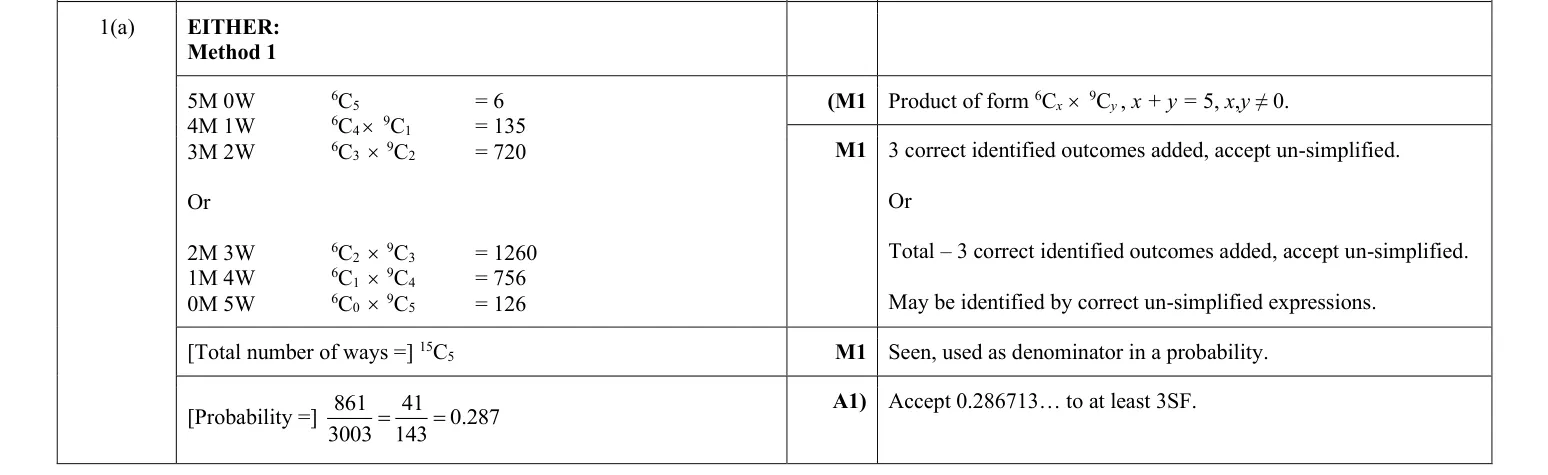 1(a) EITHER:
Method 1
5M 0W ⁶C₅ = 6 (M1 Product of form ⁶Cₓ × ⁹Cᵧ , x + y = 5, x,y ≠ 0.
4M 1W ⁶C₄× ⁹C₁ = 135
3M 2W ⁶C₃ × ⁹C₂ = 720 M1 3 correct identified outcomes added, accept un-simplified.
Or Or
2M 3W ⁶C₂ × ⁹C₃ = 1260 Total – 3 correct identified outcomes added, accept un-simplified.
1M 4W ⁶C₁ × ⁹C₄ = 756
0M 5W ⁶C₀ × ⁹C₅ = 126 May be identified by correct un-simplified expressions.
[Total number of ways =] ¹⁵C₅ M1 Seen, used as denominator in a probability.
[Probability =] 861/3003 = 41/143 = 0.287 A1) Accept 0.286713… to at least 3SF.